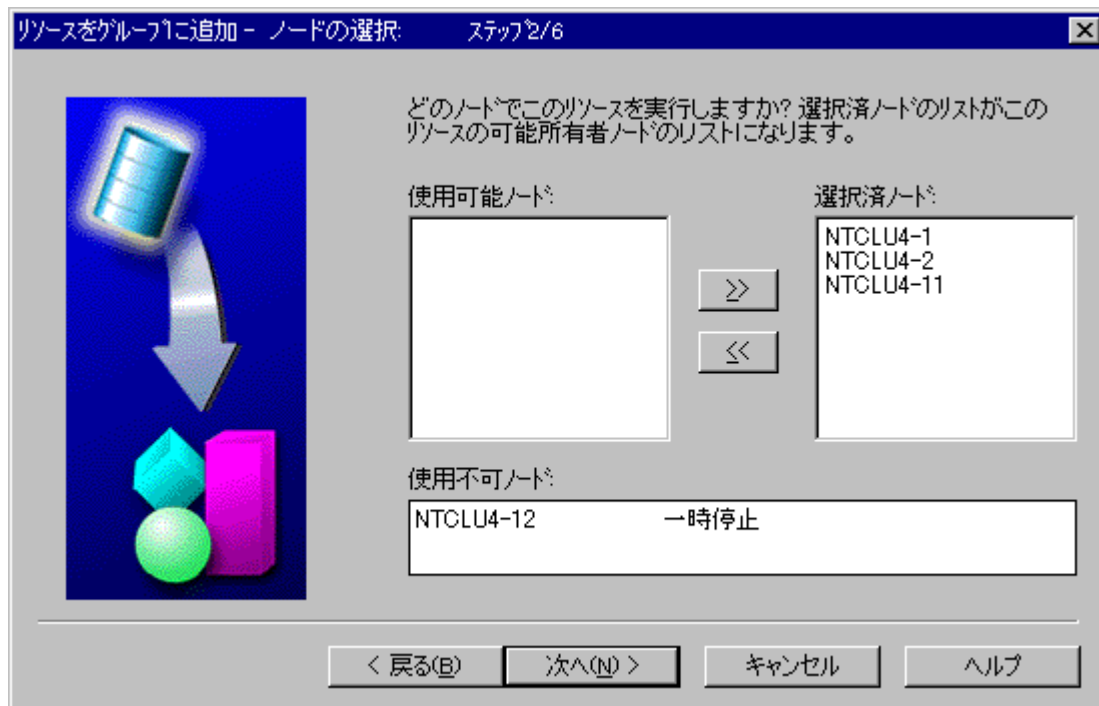 リソースをグループに追加 - ノードの選択: ステップ2/6
どのノードでこのリソースを実行しますか? 選択済ノードのリストがこの
リソースの可能所有者ノードのリストになります。
使用可能ノード:
選択済ノード:
NTCLU4-1
NTCLU4-2
NTCLU4-11
>>
<<
使用不可ノード:
NTCLU4-12 一時停止
< 戻る(B)
次へ(N) >
キャンセル
ヘルプ